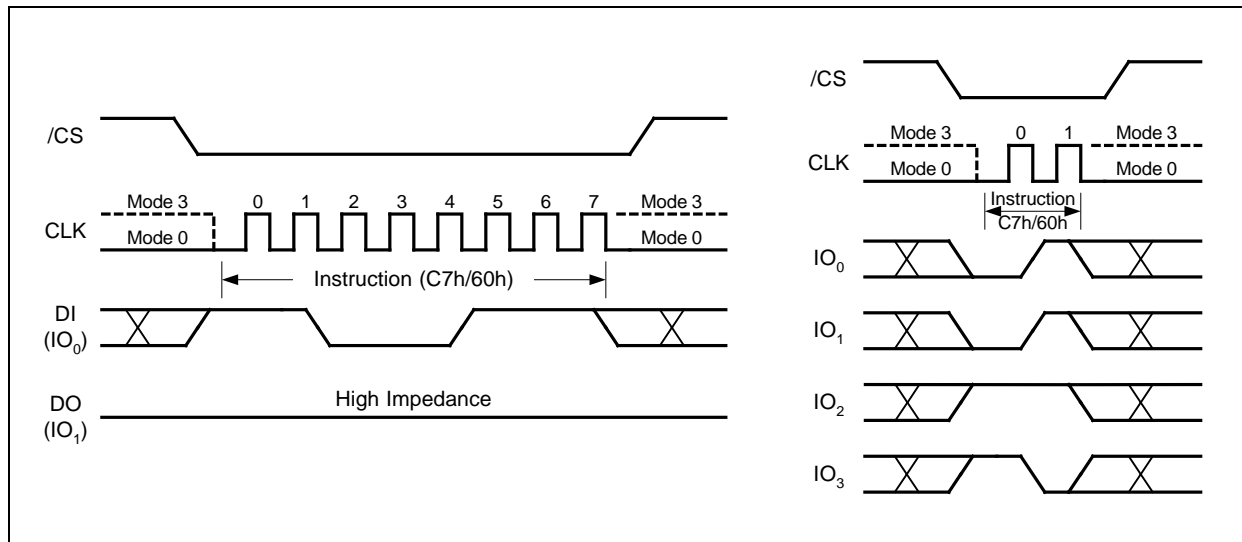 /CS
Mode 3
0 1 2 3 4 5 6 7
Mode 3
CLK
Mode 0
Mode 0
Instruction (C7h/60h)
DI
(IO0)
High Impedance
DO
(IO1)
/CS
Mode 3
0 1
Mode 3
CLK
Mode 0
Mode 0
Instruction
C7h/60h
IO0
IO1
IO2
IO3